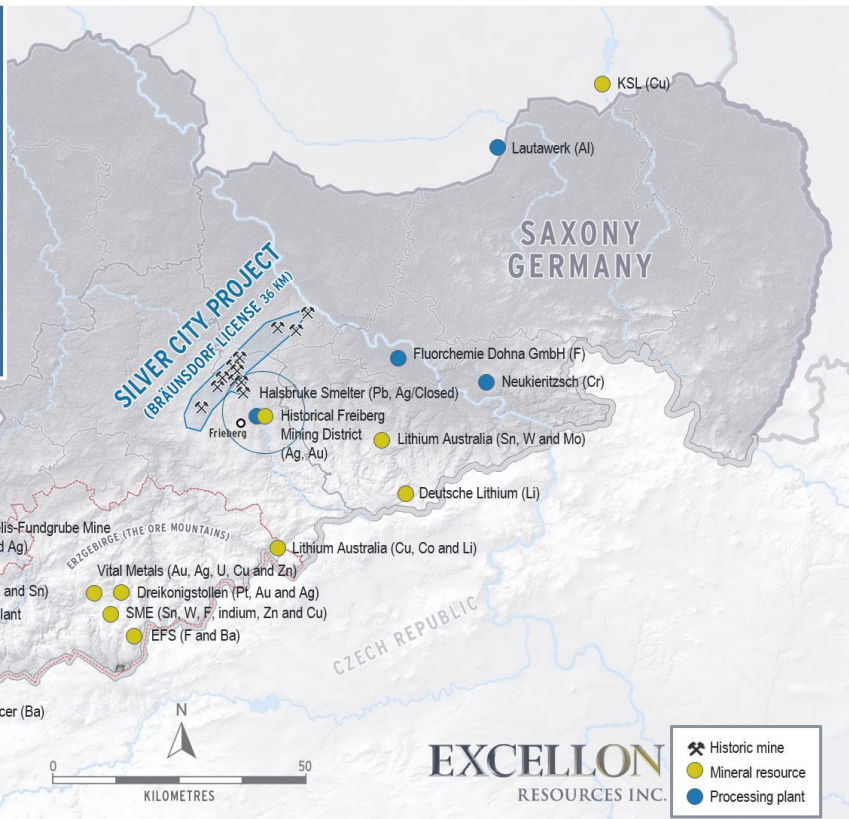 KSL (Cu)
Lautawerk (Al)
SAXONY
GERMANY
SILVER CITY PROJECT
(BRÄUNSDORF LICENSE 36 KM)
Fluorchemie Dohna GmbH (F)
Neukieritzsch (Cr)
Halsbruke Smelter (Pb, Ag/Closed)
Historical Freiberg
Mining District
(Ag, Au)
Frieberg
Lithium Australia (Sn, W and Mo)
Deutsche Lithium (Li)
lis-Fundgrube Mine
d Ag)
ERZGEBIRGE (THE ORE MOUNTAINS)
Lithium Australia (Cu, Co and Li)
Vital Metals (Au, Ag, U, Cu and Zn)
and Sn)
Dreikonigstollen (Pt, Au and Ag)
lant
SME (Sn, W, F, indium, Zn and Cu)
EFS (F and Ba)
CZECH REPUBLIC
cer (Ba)
N
0 50
KILOMETRES
EXCELLON
RESOURCES INC.
Historic mine
Mineral resource
Processing plant